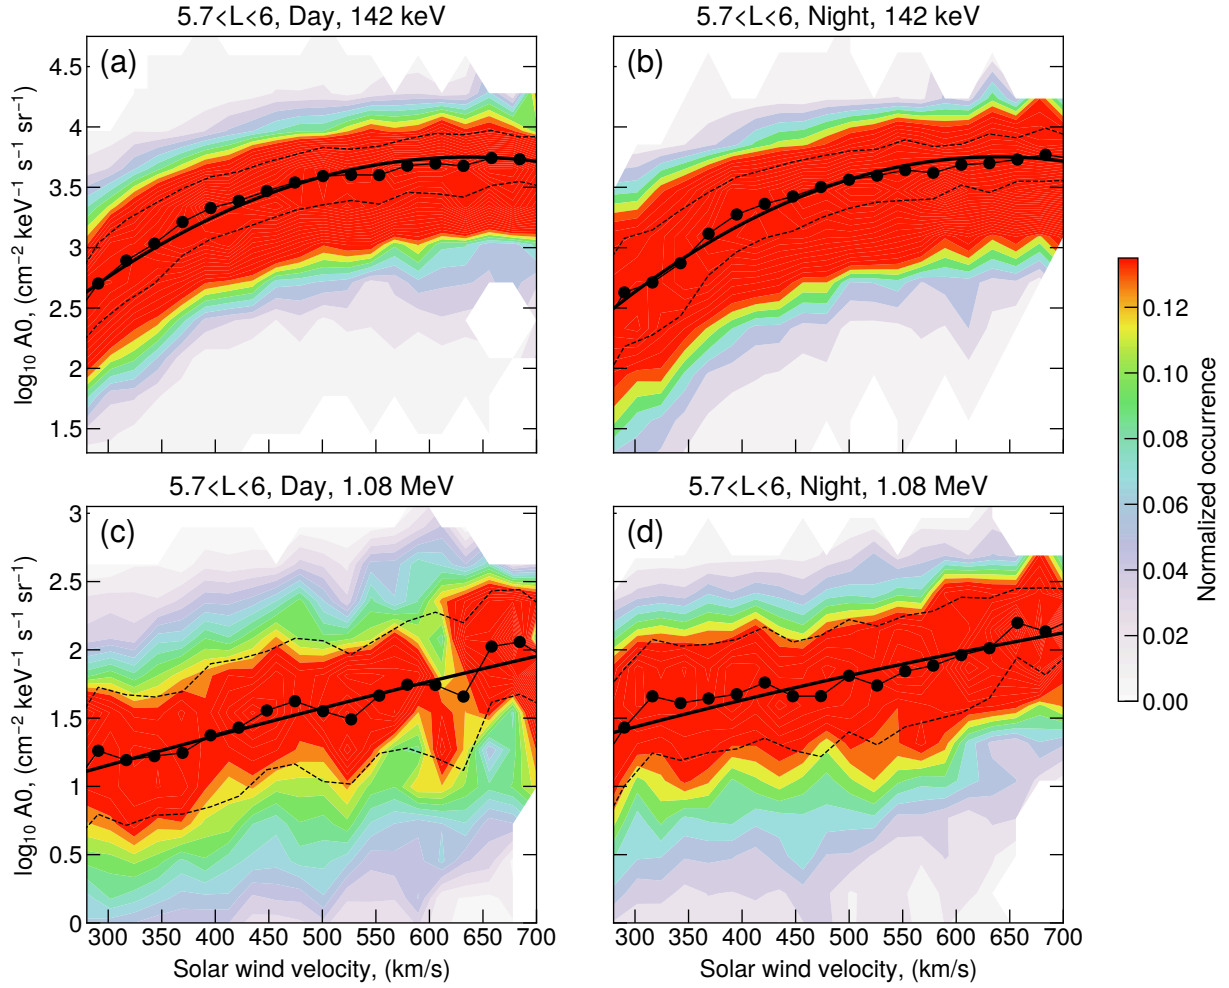 5.7<L<6, Day, 142 keV
5.7<L<6, Night, 142 keV
(a)
(b)
4.5
4
3.5
3
2.5
2
1.5
log₁₀ A0, (cm⁻² keV⁻¹ s⁻¹ sr⁻¹)
5.7<L<6, Day, 1.08 MeV
5.7<L<6, Night, 1.08 MeV
(c)
(d)
3
2.5
2
1.5
1
0.5
0
log₁₀ A0, (cm⁻² keV⁻¹ s⁻¹ sr⁻¹)
300 350 400 450 500 550 600 650 700
300 350 400 450 500 550 600 650 700
Solar wind velocity, (km/s)
Solar wind velocity, (km/s)
0.12
0.10
0.08
0.06
0.04
0.02
0.00
Normalized occurrence